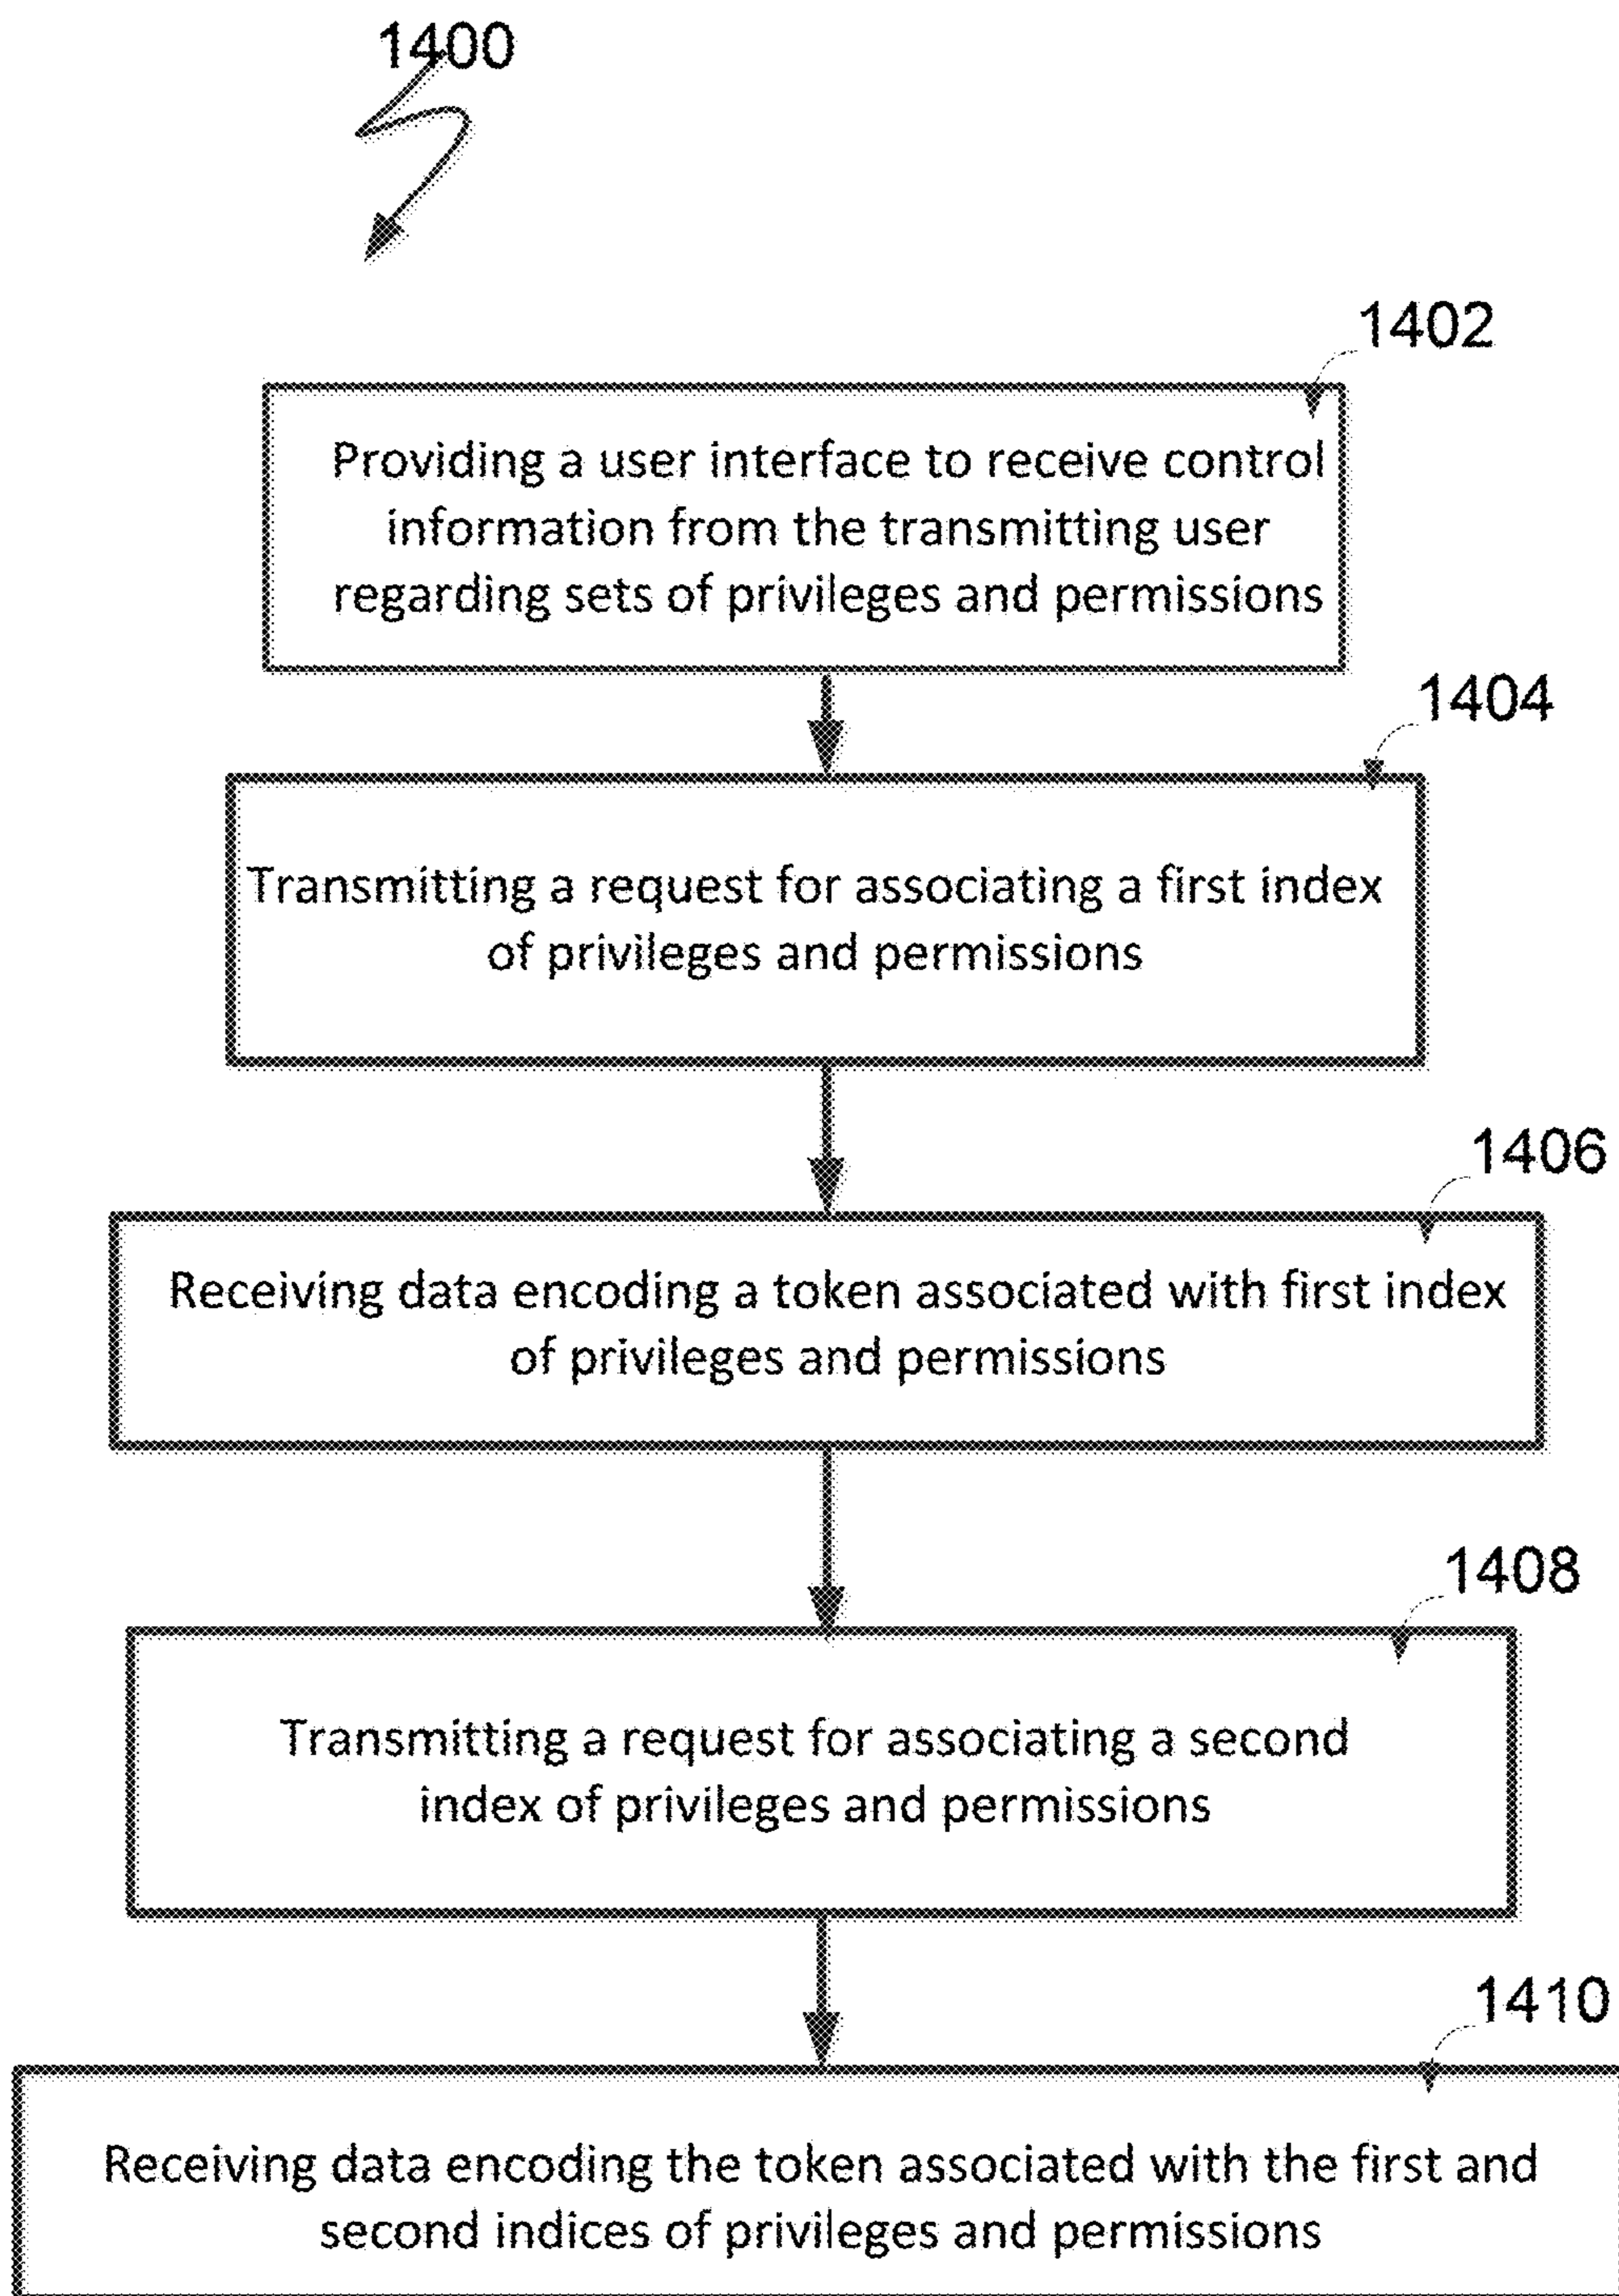 1400
1402
Providing a user interface to receive control
information from the transmitting user
regarding sets of privileges and permissions
1404
Transmitting a request for associating a first index
of privileges and permissions
1406
Receiving data encoding a token associated with first index
of privileges and permissions
1408
Transmitting a request for associating a second
index of privileges and permissions
1410
Receiving data encoding the token associated with the first and
second indices of privileges and permissions